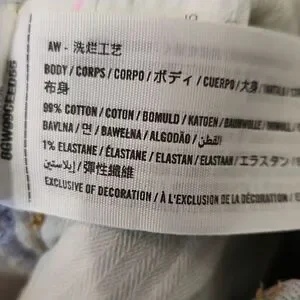 AW - 洗烂工艺
BODY / CORPS / CORPO / ボディ / CUERPO / 大身 /
布身
99% COTTON / COTON / BOMULD / KATOEN / BAUMWOLLE /
BAVLNA / 면 / BAWEŁNA / ALGODÃO / القطن /
1% ELASTANE / ÉLASTANE / ELASTAN / ELASTAAN / エラスタン
إيلاستين / 彈性纖維
EXCLUSIVE OF DECORATION / À L'EXCLUSION DE LA DÉCORATION /